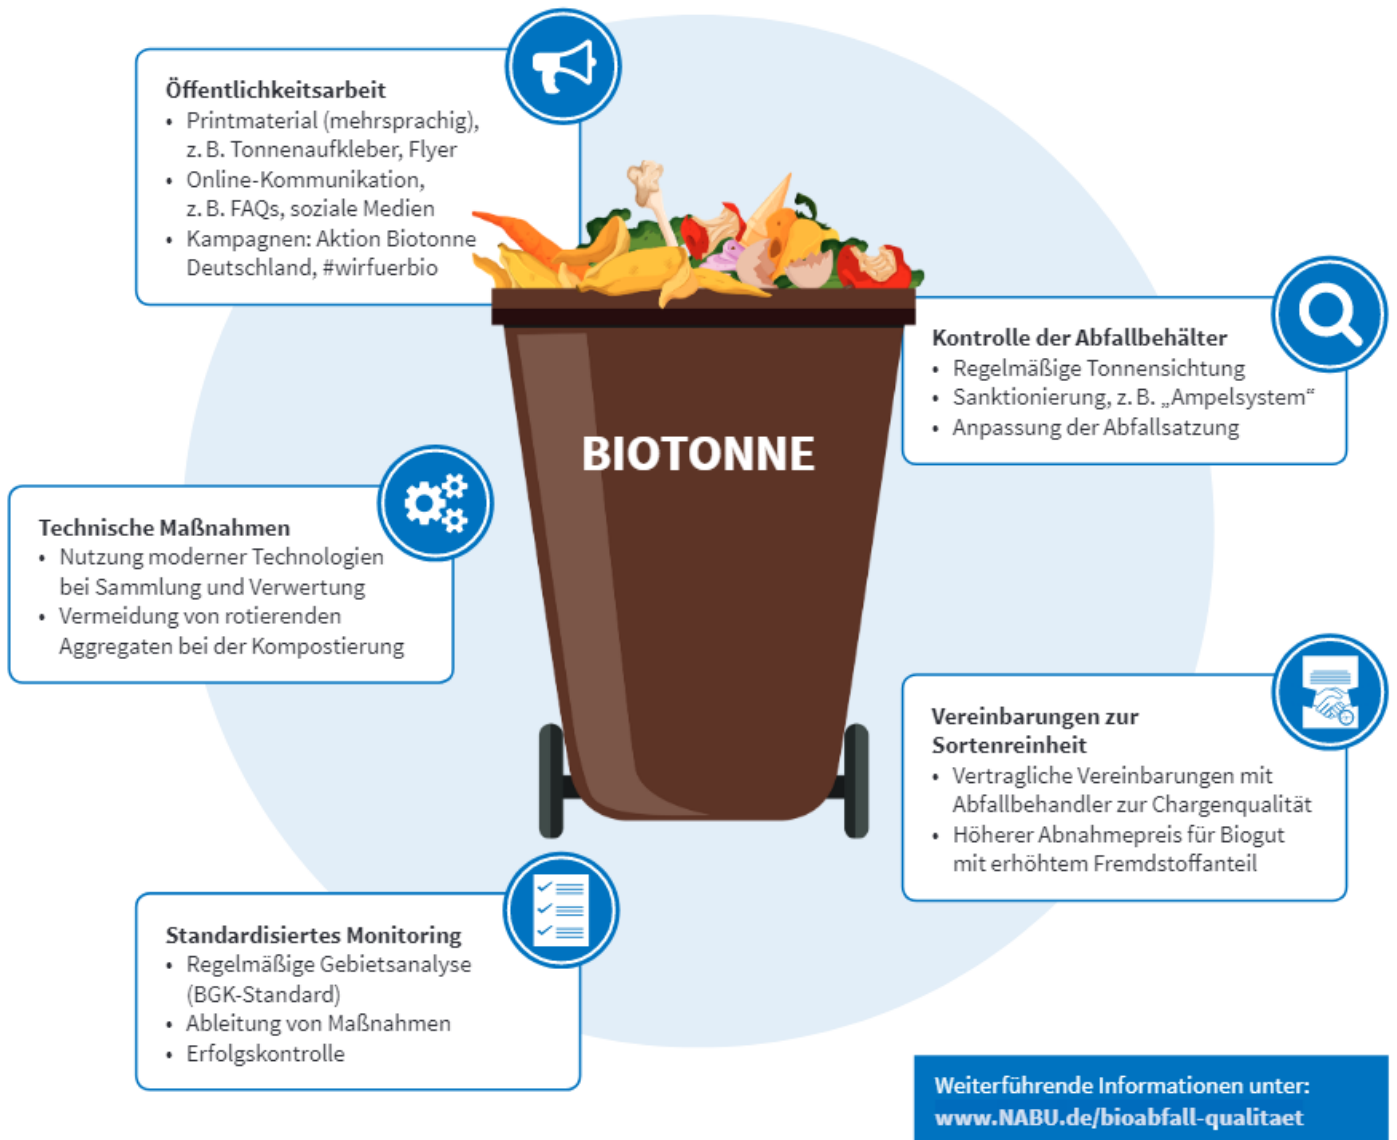 Öffentlichkeitsarbeit
• Printmaterial (mehrsprachig),
z. B. Tonnenaufkleber, Flyer
• Online-Kommunikation,
z. B. FAQs, soziale Medien
• Kampagnen: Aktion Biotonne
Deutschland, #wirfuerbio
Kontrolle der Abfallbehälter
• Regelmäßige Tonnensichtung
• Sanktionierung, z. B. „Ampelsystem“
• Anpassung der Abfallsatzung
BIOTONNE
Technische Maßnahmen
• Nutzung moderner Technologien
bei Sammlung und Verwertung
• Vermeidung von rotierenden
Aggregaten bei der Kompostierung
Vereinbarungen zur
Sortenreinheit
• Vertragliche Vereinbarungen mit
Abfallbehandler zur Chargenqualität
• Höherer Abnahmepreis für Biogut
mit erhöhtem Fremdstoffanteil
Standardisiertes Monitoring
• Regelmäßige Gebietsanalyse
(BGK-Standard)
• Ableitung von Maßnahmen
• Erfolgskontrolle
Weiterführende Informationen unter:
www.NABU.de/bioabfall-qualitaet